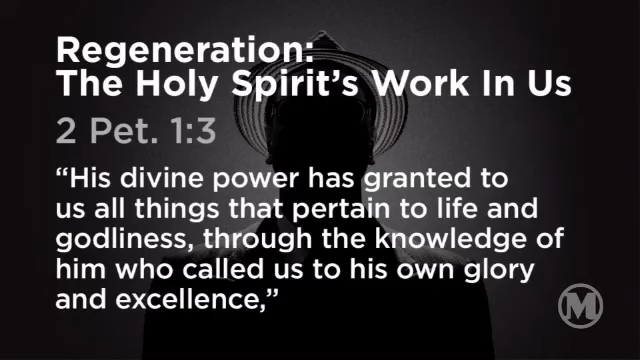 Regeneration:
The Holy Spirit's Work In Us
2 Pet. 1:3
“His divine power has granted to
us all things that pertain to life and
godliness, through the knowledge of
him who called us to his own glory
and excellence,”
M